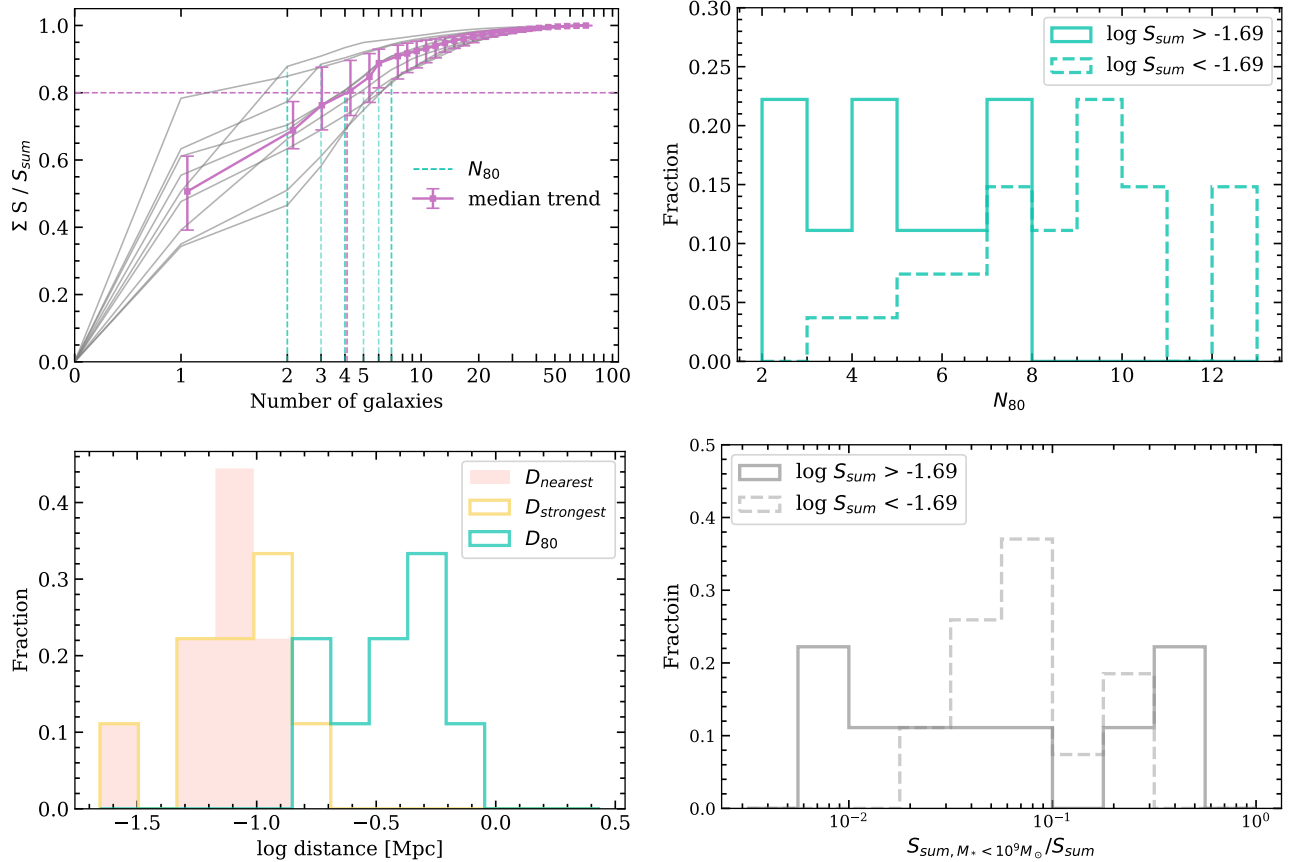 1.0
0.8
0.6
0.4
0.2
0.0
Σ S / S_sum
0 1 2 3 4 5 10 20 50 100
Number of galaxies
N_80
median trend
0.30
0.25
0.20
0.15
0.10
0.05
0.00
Fraction
2 4 6 8 10 12
N_80
log S_sum > -1.69
log S_sum < -1.69
0.4
0.3
0.2
0.1
0.0
Fraction
−1.5 −1.0 −0.5 0.0 0.5
log distance [Mpc]
D_nearest
D_strongest
D_80
0.5
0.4
0.3
0.2
0.1
0.0
Fractoin
10^−2 10^−1 10^0
S_sum, M_* < 10^9 M_⊙ / S_sum
log S_sum > -1.69
log S_sum < -1.69